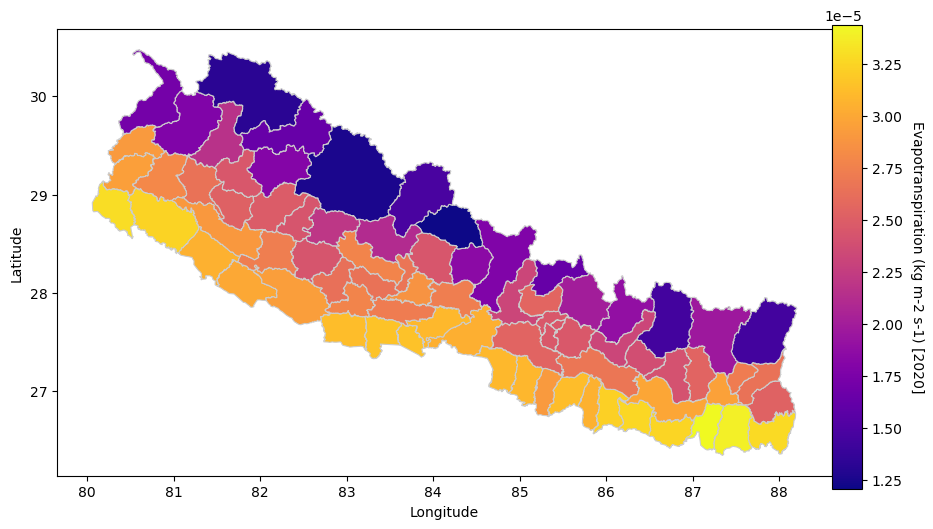 1e−5
30
29
28
27
Latitude
80 81 82 83 84 85 86 87 88
Longitude
3.25
3.00
2.75
2.50
2.25
2.00
1.75
1.50
1.25
Evapotranspiration (kg m-2 s-1) [2020]